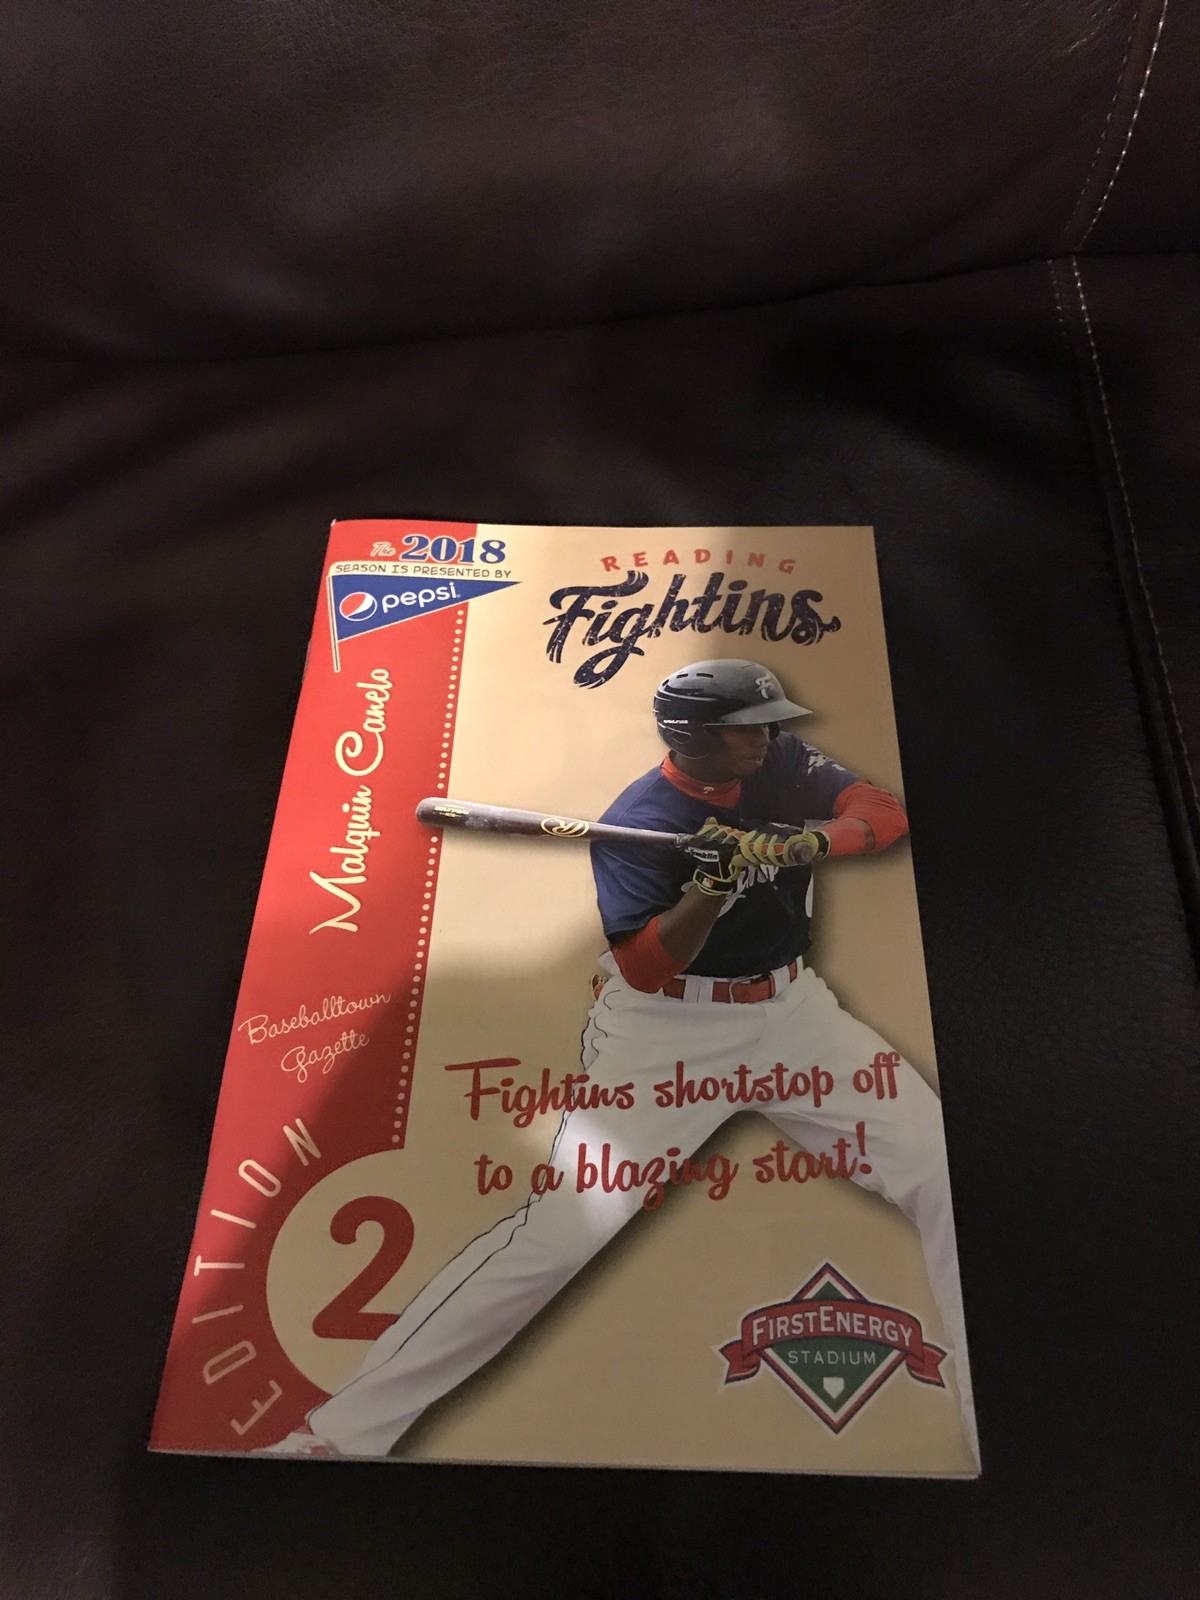 The 2018
SEASON IS PRESENTED BY
pepsi
READING
Fightins
Malquin Canelo
Baseballtown
Gazette
EDITION
2
Franklin
Fightins shortstop off
to a blazing start!
FIRSTENERGY
STADIUM